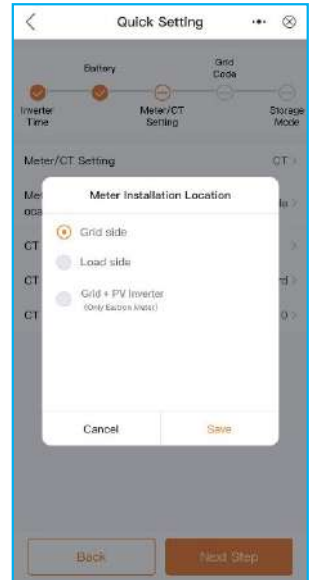 Quick Setting
Battery
Grid
Code
Inverter
Time
Meter/CT
Setting
Storage
Mode
Meter/CT Setting
CT
Meter Installation Location
Grid side
CT
Load side
CT
Grid + PV Inverter
(Only Eastron Meter)
CT
0
Cancel
Save
Back
Next Step